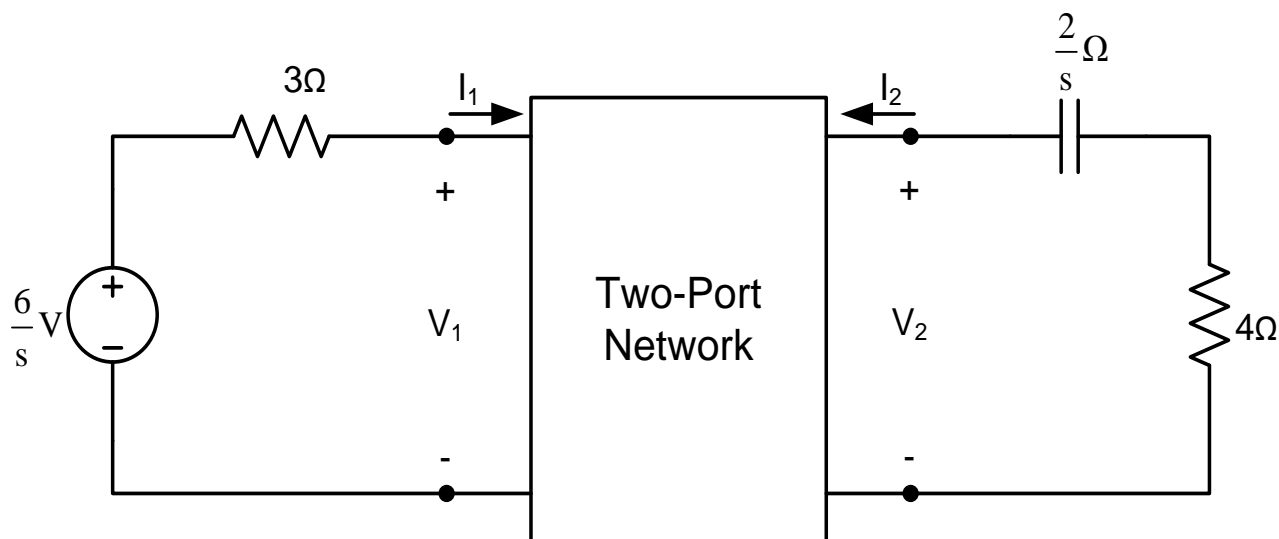 2/s Ω
3Ω
I₁
I₂
+
+
6/s V
+
-
V₁
Two-Port
Network
V₂
4Ω
-
-